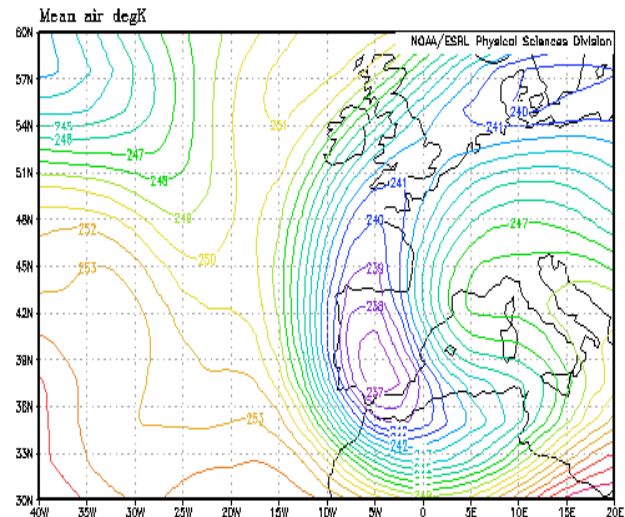 Mean air degK
NOAA/ESRL Physical Sciences Division
60N
57N
54N
51N
48N
45N
42N
39N
36N
33N
30N
40W
35W
30W
25W
20W
15W
10W
5W
0
5E
10E
15E
20E
245
246
247
248
249
250
251
252
253
253
241
240
239
238
237
242
241
240
247